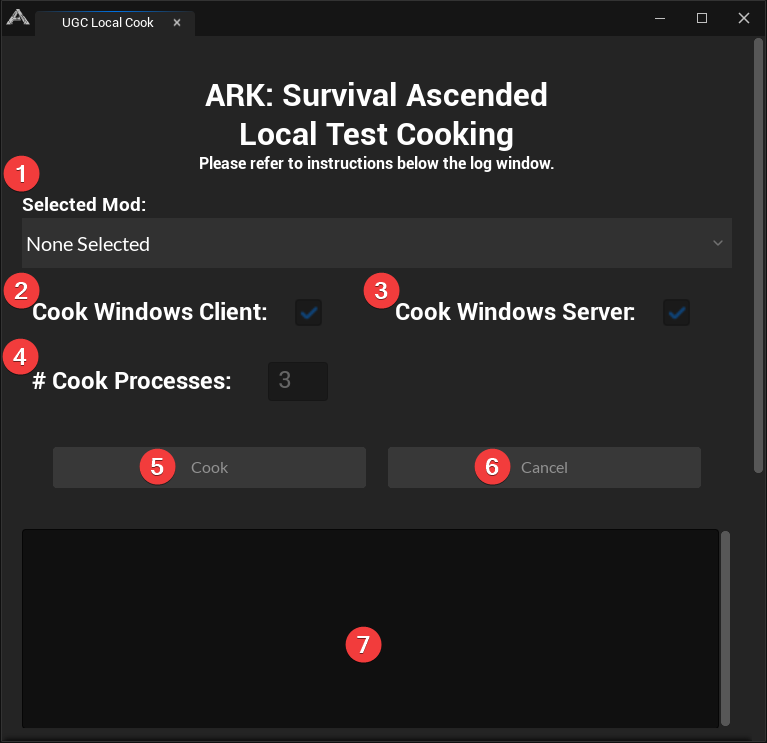 UGC Local Cook
ARK: Survival Ascended
Local Test Cooking
Please refer to instructions below the log window.
1
Selected Mod:
None Selected
2
Cook Windows Client:
3
Cook Windows Server:
4
# Cook Processes:
3
5
Cook
6
Cancel
7